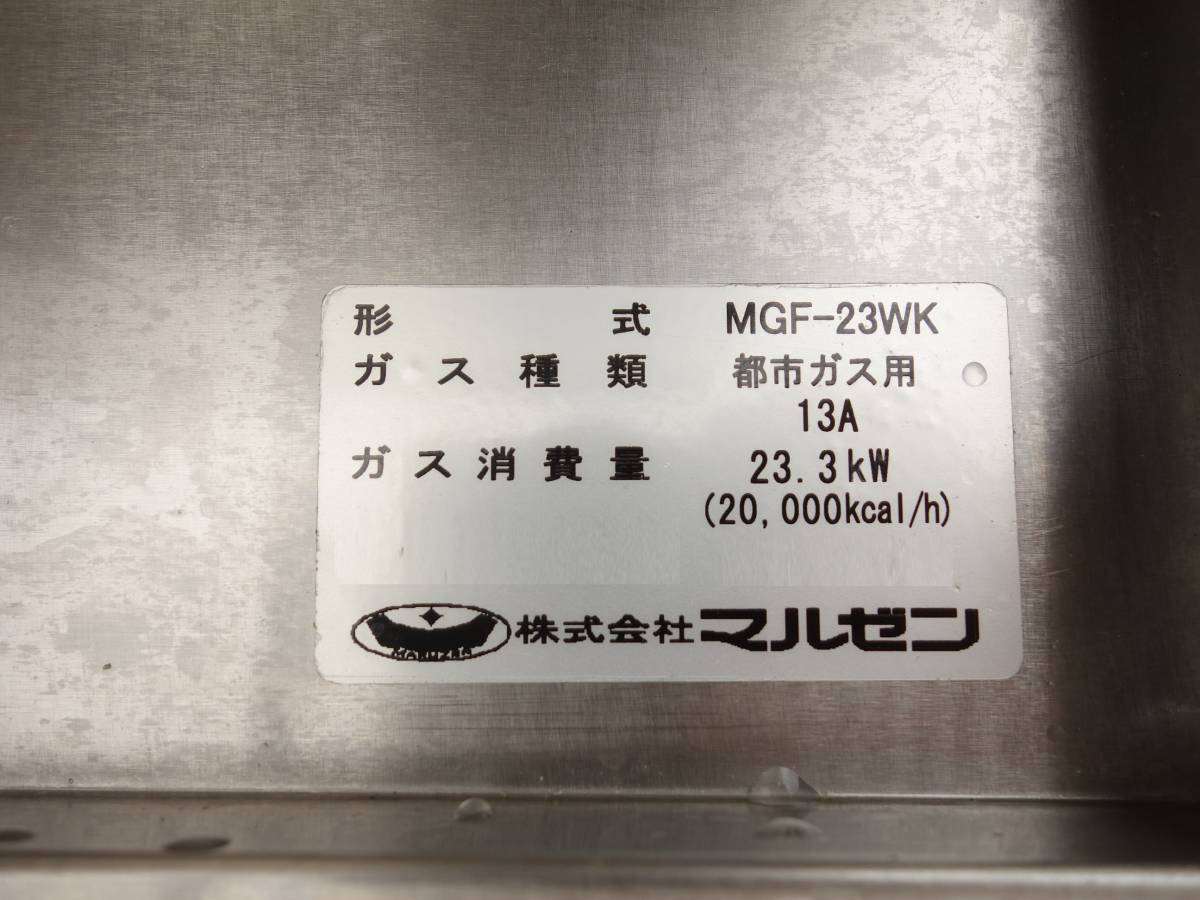 形式 MGF-23WK
ガス種類 都市ガス用
13A
ガス消費量 23.3kW
(20,000kcal/h)
MARUZEN 株式会社マルゼン